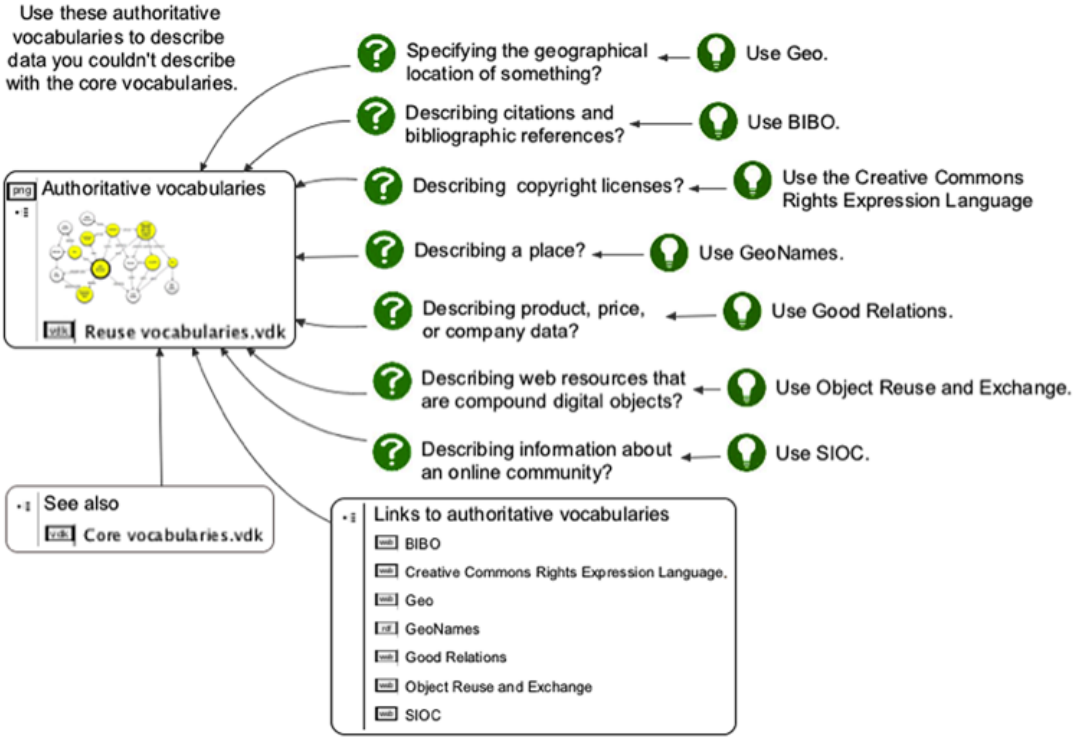 Use these authoritative
vocabularies to describe
data you couldn't describe
with the core vocabularies.
Specifying the geographical
location of something?
Use Geo.
Describing citations and
bibliographic references?
Use BIBO.
Describing copyright licenses?
Use the Creative Commons
Rights Expression Language
Describing a place?
Use GeoNames.
Describing product, price,
or company data?
Use Good Relations.
Describing web resources that
are compound digital objects?
Use Object Reuse and Exchange.
Describing information about
an online community?
Use SIOC.
png
Authoritative vocabularies
vdk
Reuse vocabularies.vdk
See also
vdk
Core vocabularies.vdk
Links to authoritative vocabularies
web
BIBO
web
Creative Commons Rights Expression Language.
web
Geo
rdf
GeoNames
web
Good Relations
web
Object Reuse and Exchange
web
SIOC